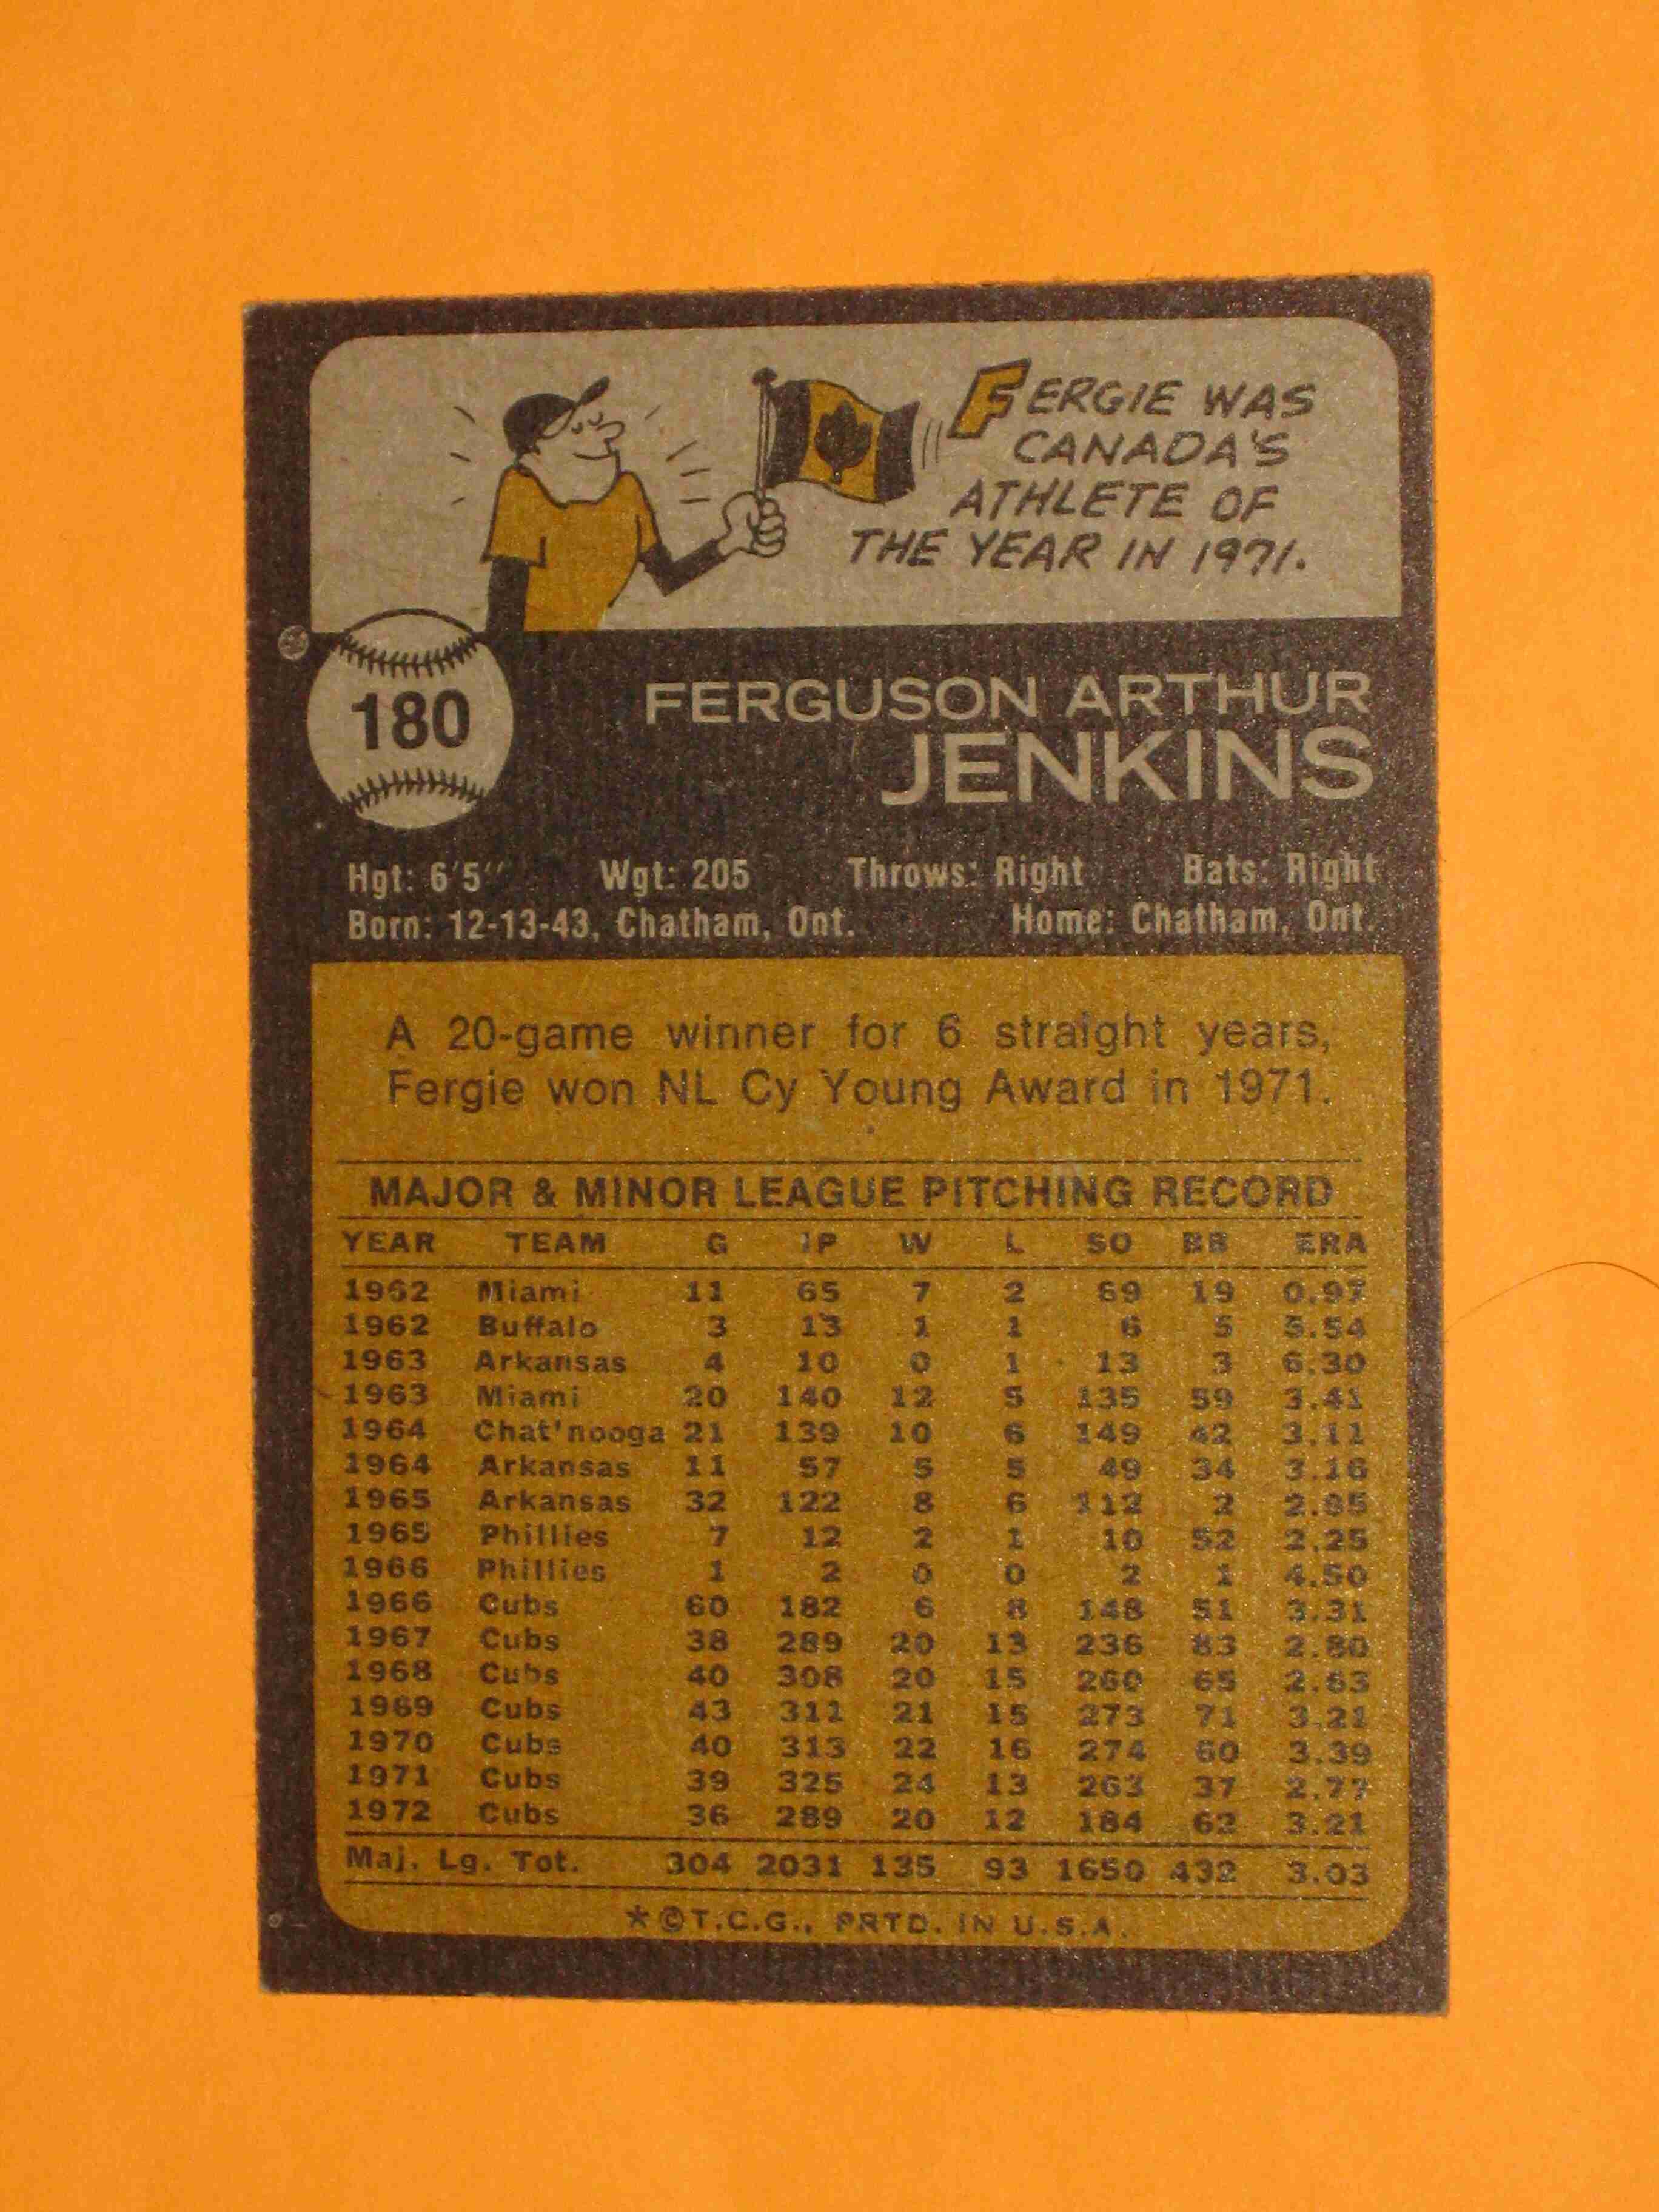 FERGIE WAS
CANADA'S
ATHLETE OF
THE YEAR IN 1971.
180
FERGUSON ARTHUR
JENKINS
Hgt: 6'5" Wgt: 205 Throws: Right Bats: Right
Born: 12-13-43, Chatham, Ont. Home: Chatham, Ont.
A 20-game winner for 6 straight years,
Fergie won NL Cy Young Award in 1971.
MAJOR & MINOR LEAGUE PITCHING RECORD
YEAR TEAM G IP W L SO BB ERA
1962 Miami 11 65 7 2 69 19 0.97
1962 Buffalo 3 13 1 1 6 5 5.54
1963 Arkansas 4 10 0 1 13 3 6.30
1963 Miami 20 140 12 5 135 59 3.41
1964 Chat'nooga 21 139 10 6 149 42 3.11
1964 Arkansas 11 57 5 5 49 34 3.16
1965 Arkansas 32 122 8 6 112 2 2.95
1965 Phillies 7 12 2 1 10 52 2.25
1966 Phillies 1 2 0 0 2 1 4.50
1966 Cubs 60 182 6 8 148 51 3.31
1967 Cubs 38 289 20 13 236 83 2.80
1968 Cubs 40 308 20 15 260 65 2.63
1969 Cubs 43 311 21 15 273 71 3.21
1970 Cubs 40 313 22 16 274 60 3.39
1971 Cubs 39 325 24 13 263 37 2.77
1972 Cubs 36 289 20 12 184 62 3.21
Maj. Lg. Tot. 304 2031 135 93 1650 432 3.03
*©T.C.G., PRTD. IN U.S.A.